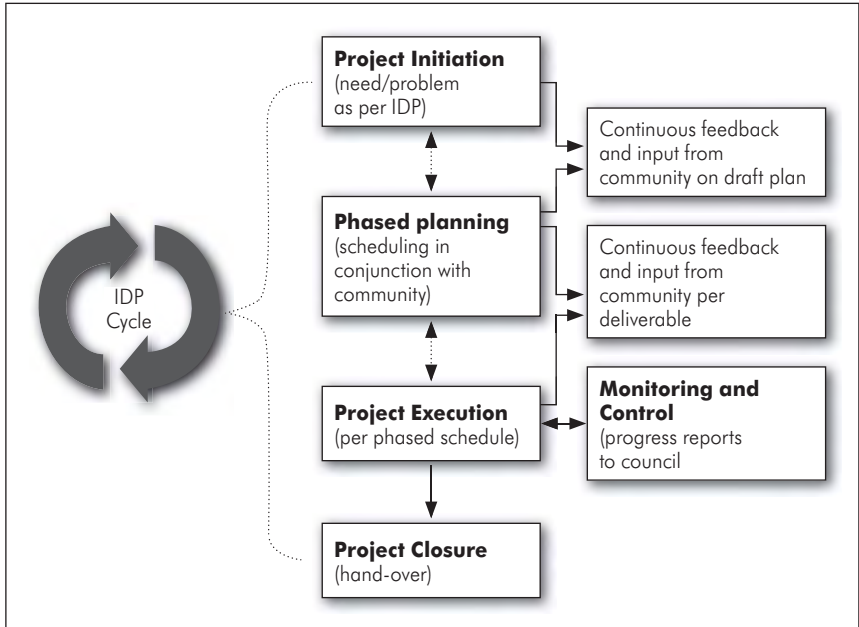 Project Initiation
(need/problem
as per IDP)
Continuous feedback
and input from
community on draft plan
Phased planning
(scheduling in
conjunction with
community)
Continuous feedback
and input from
community per
deliverable
IDP
Cycle
Project Execution
(per phased schedule)
Monitoring and
Control
(progress reports
to council
Project Closure
(hand-over)